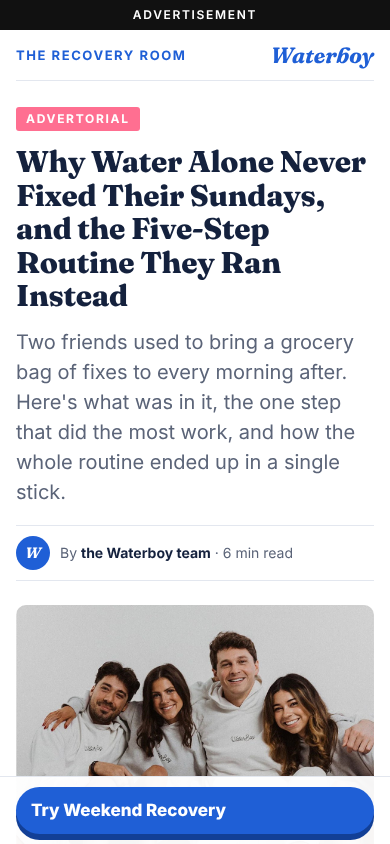 ADVERTISEMENT
THE RECOVERY ROOM
Waterboy
ADVERTORIAL
Why Water Alone Never
Fixed Their Sundays,
and the Five-Step
Routine They Ran
Instead
Two friends used to bring a grocery
bag of fixes to every morning after.
Here's what was in it, the one step
that did the most work, and how the
whole routine ended up in a single
stick.
W
By the Waterboy team · 6 min read
Waterboy
Waterboy
Waterboy
Try Weekend Recovery